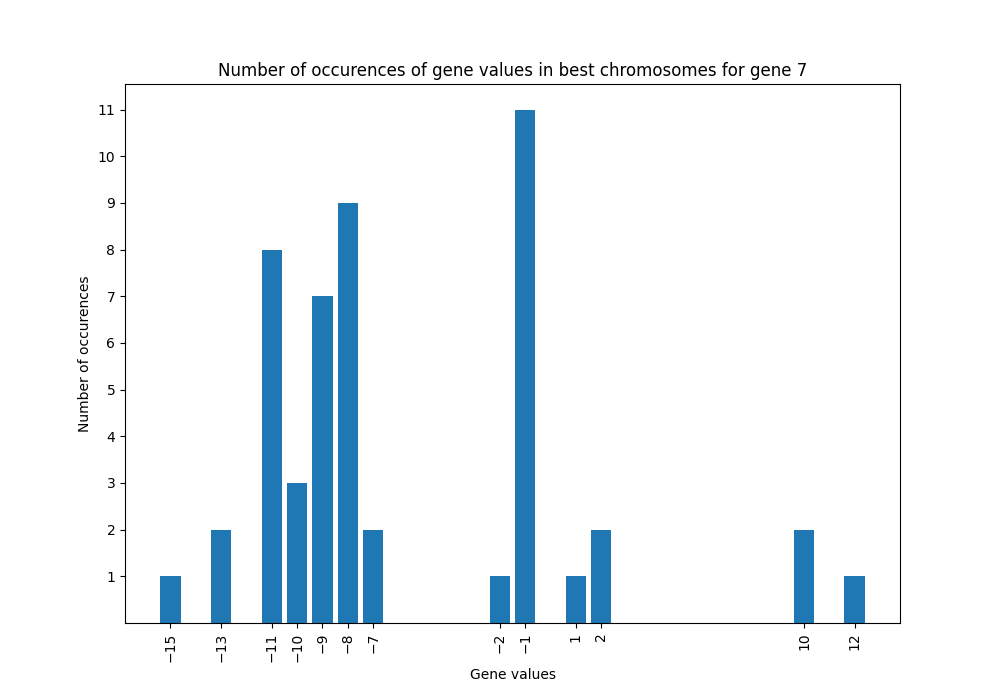 Number of occurences of gene values in best chromosomes for gene 7
11
10
9
8
7
6
5
4
3
2
1
Number of occurences
−15 −13 −11 −10 −9 −8 −7 −2 −1 1 2 10 12
Gene values